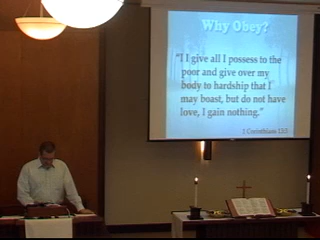 Why Obey?
“I I give all I possess to the
poor and give over my
body to hardship that I
may boast, but do not have
love, I gain nothing.”
1 Corinthians 13:3